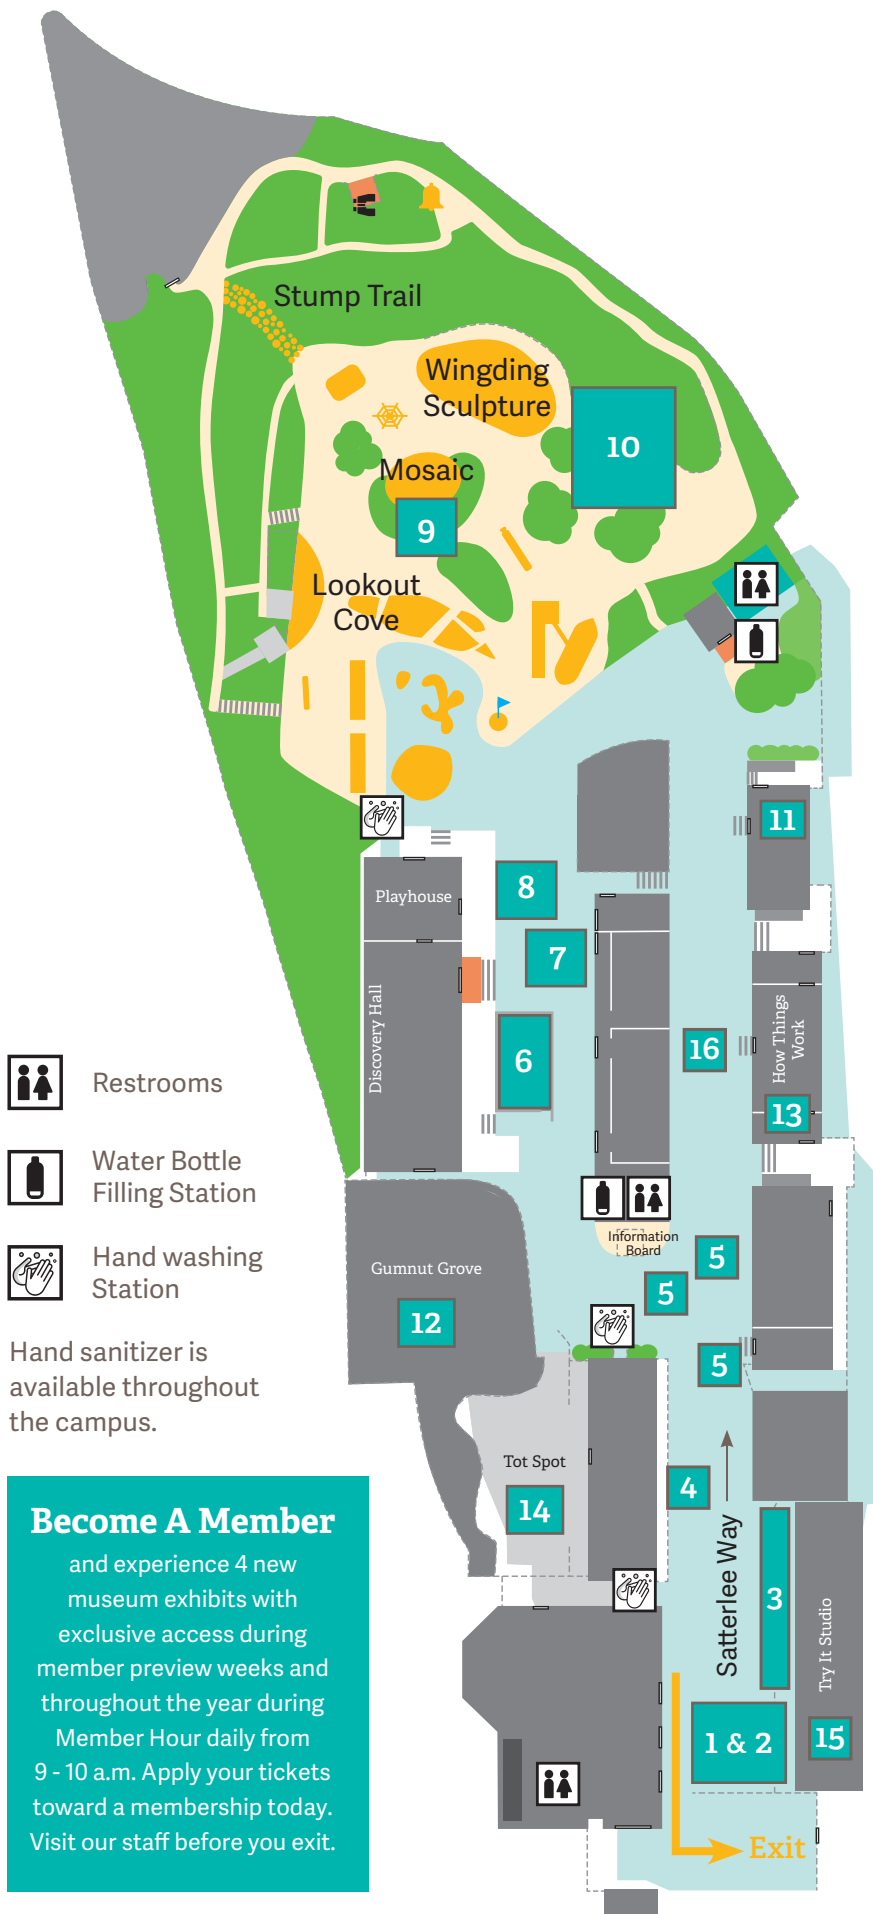 Stump Trail
Wingding
Sculpture
10
Mosaic
9
Lookout
Cove
11
Playhouse
8
7
Discovery Hall
6
16
How Things
Work
13
Restrooms
Water Bottle
Filling Station
Hand washing
Station
Hand sanitizer is
available throughout
the campus.
Information
Board
5
5
5
Gumnut Grove
12
Tot Spot
14
4
Satterlee Way
3
Try It Studio
1 & 2
15
Exit
Become A Member
and experience 4 new
museum exhibits with
exclusive access during
member preview weeks and
throughout the year during
Member Hour daily from
9 - 10 a.m. Apply your tickets
toward a membership today.
Visit our staff before you exit.